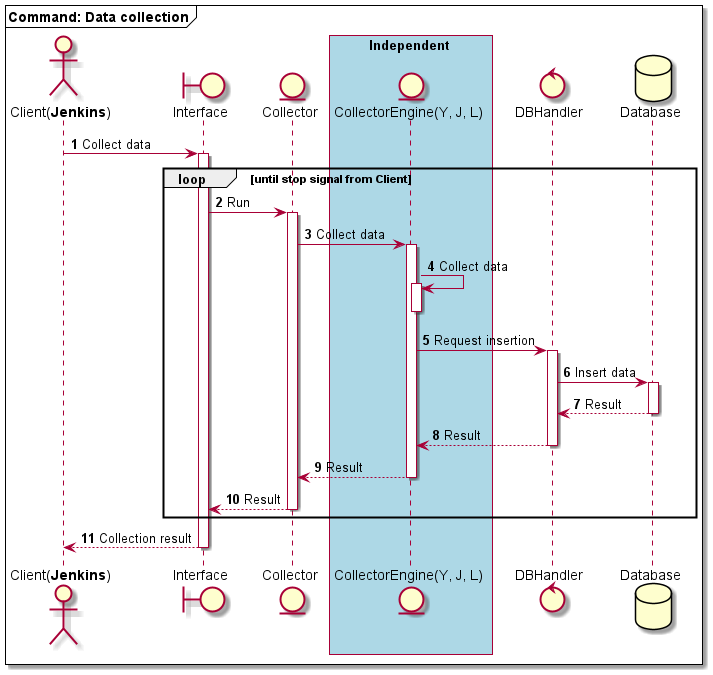 Command: Data collection
Independent
Client(Jenkins)
Interface
Collector
CollectorEngine(Y, J, L)
DBHandler
Database
1 Collect data
loop
[until stop signal from Client]
2 Run
3 Collect data
4 Collect data
5 Request insertion
6 Insert data
7 Result
8 Result
9 Result
10 Result
11 Collection result
Client(Jenkins)
Interface
Collector
CollectorEngine(Y, J, L)
DBHandler
Database